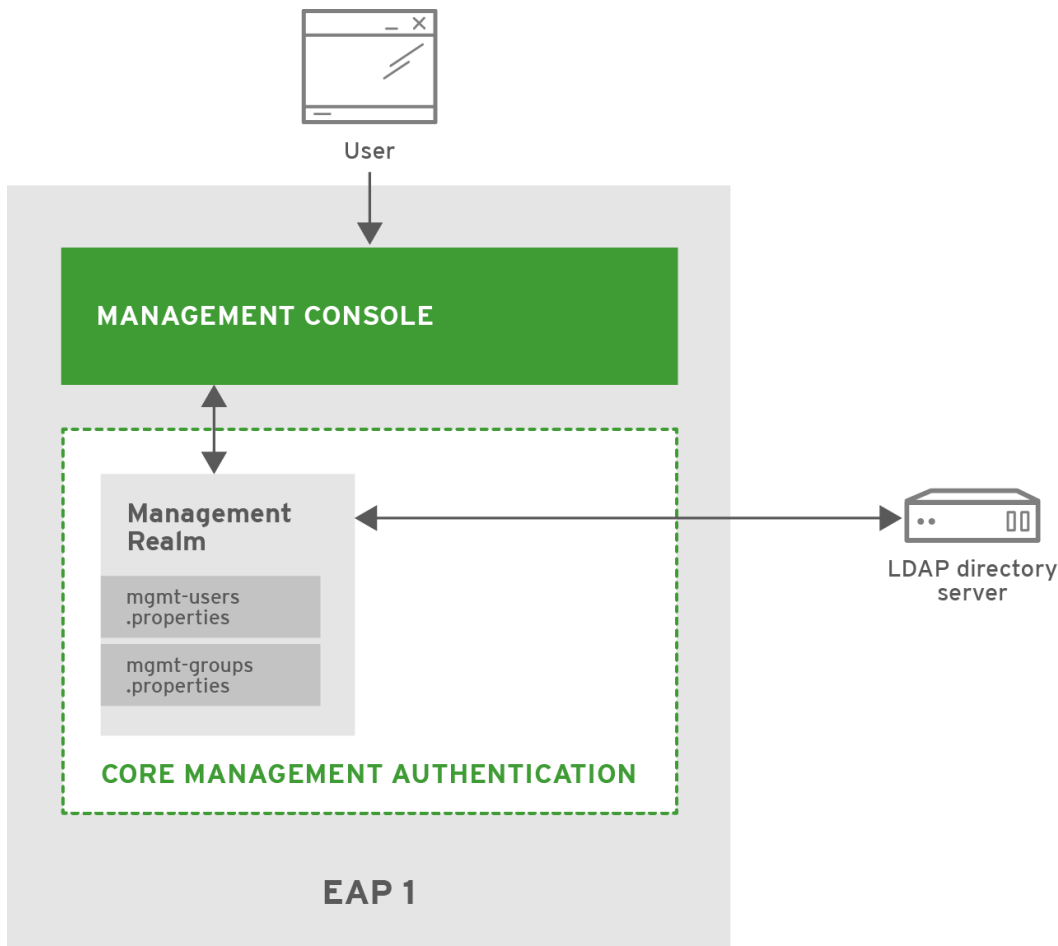 User
MANAGEMENT CONSOLE
Management
Realm
mgmt-users
.properties
mgmt-groups
.properties
CORE MANAGEMENT AUTHENTICATION
LDAP directory
server
EAP 1